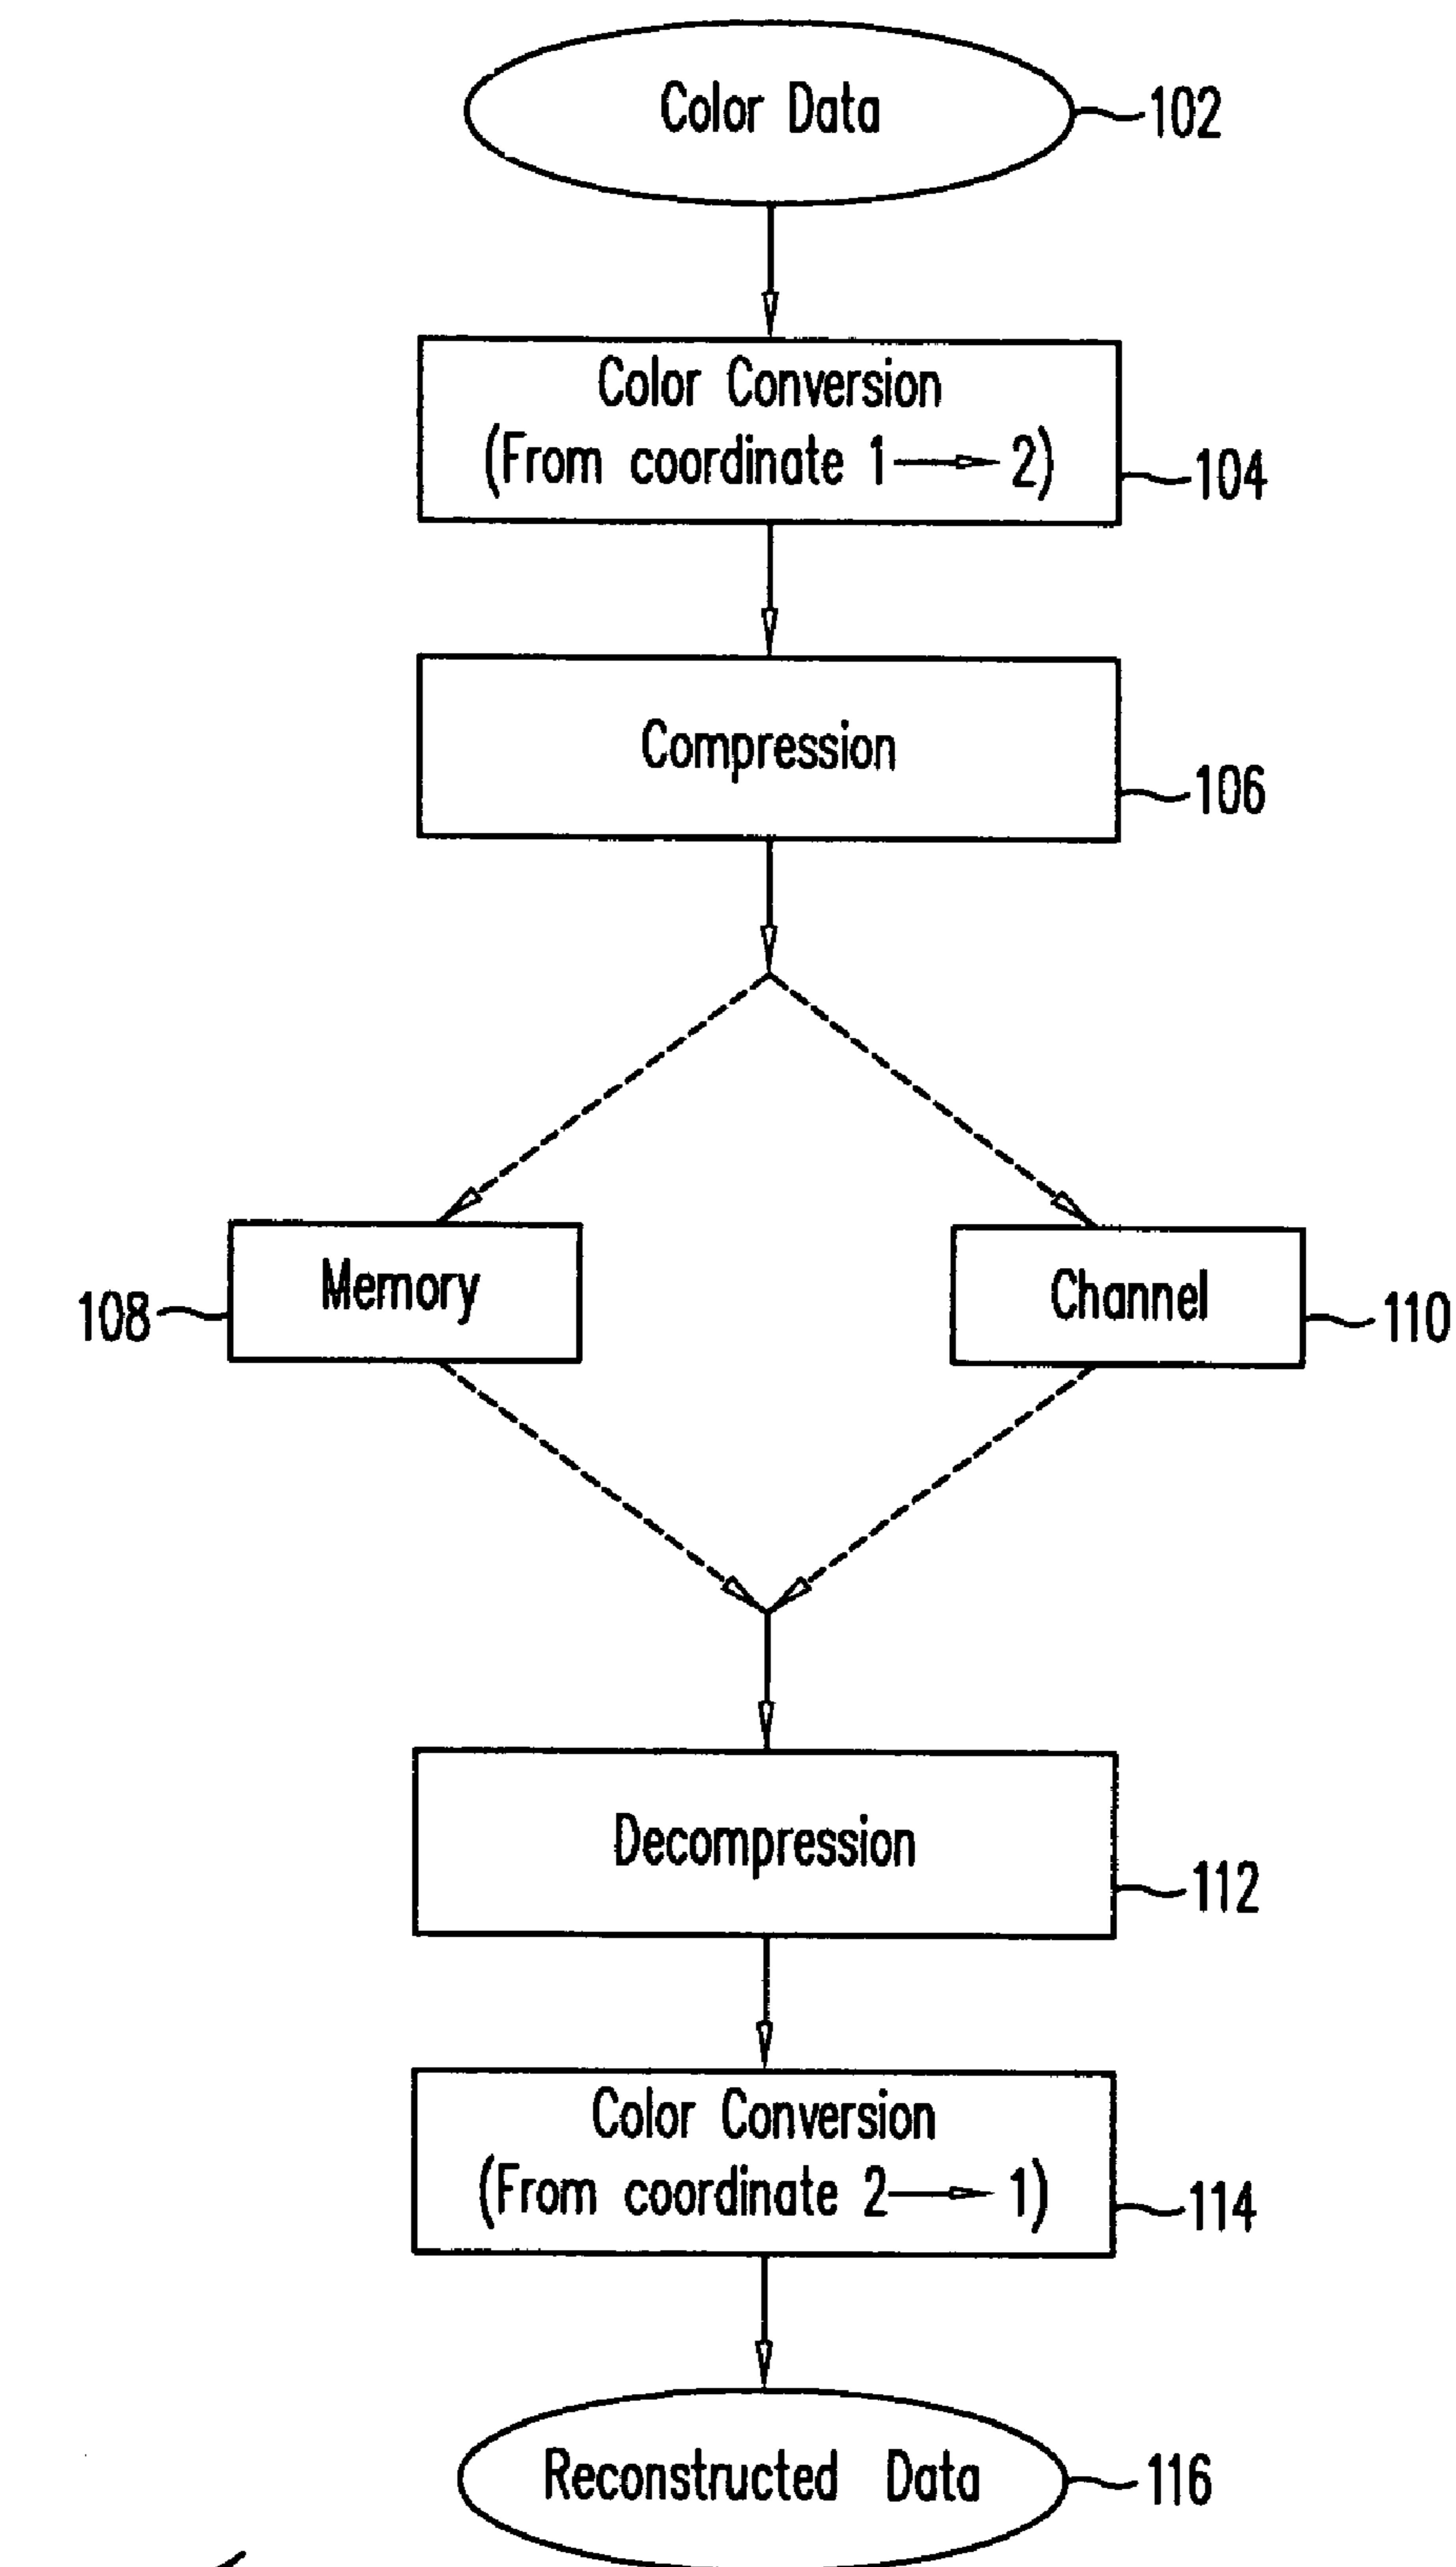 Color Data
102
Color Conversion
(From coordinate 1 → 2)
104
Compression
106
Memory
108
Channel
110
Decompression
112
Color Conversion
(From coordinate 2 → 1)
114
Reconstructed Data
116